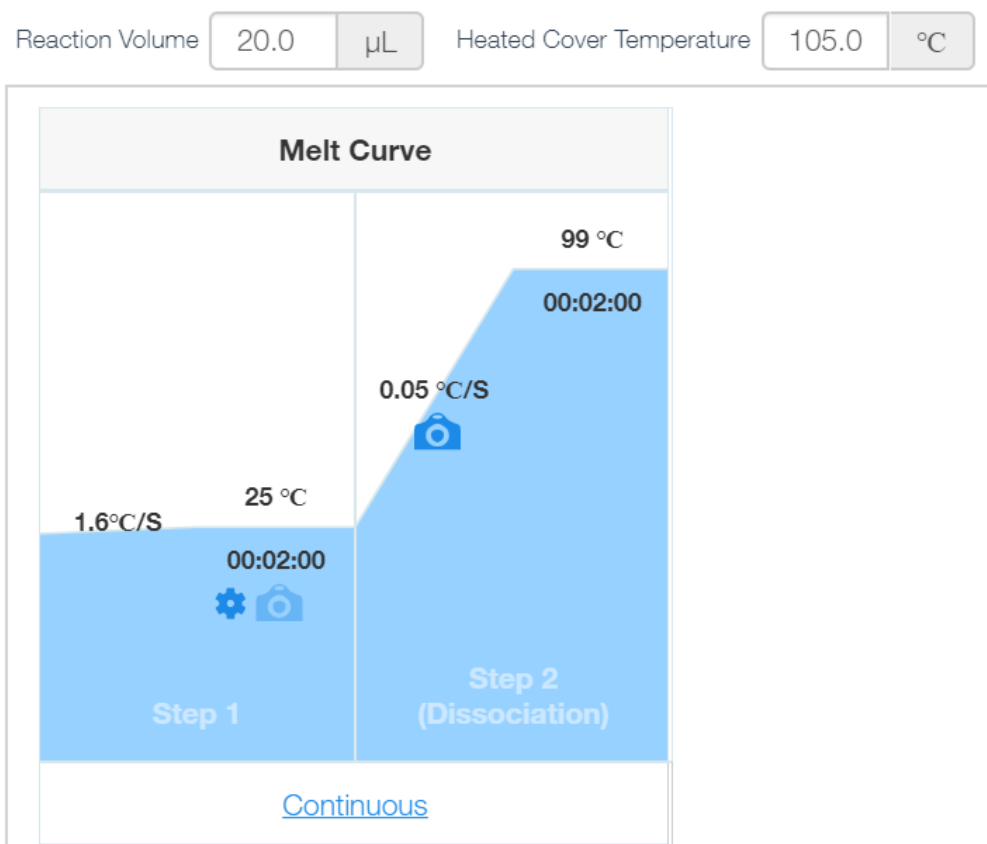 Reaction Volume 20.0 µL Heated Cover Temperature 105.0 °C
Melt Curve
99 °C
00:02:00
0.05 °C/S
25 °C
1.6°C/S
00:02:00
Step 1
Step 2
(Dissociation)
Continuous